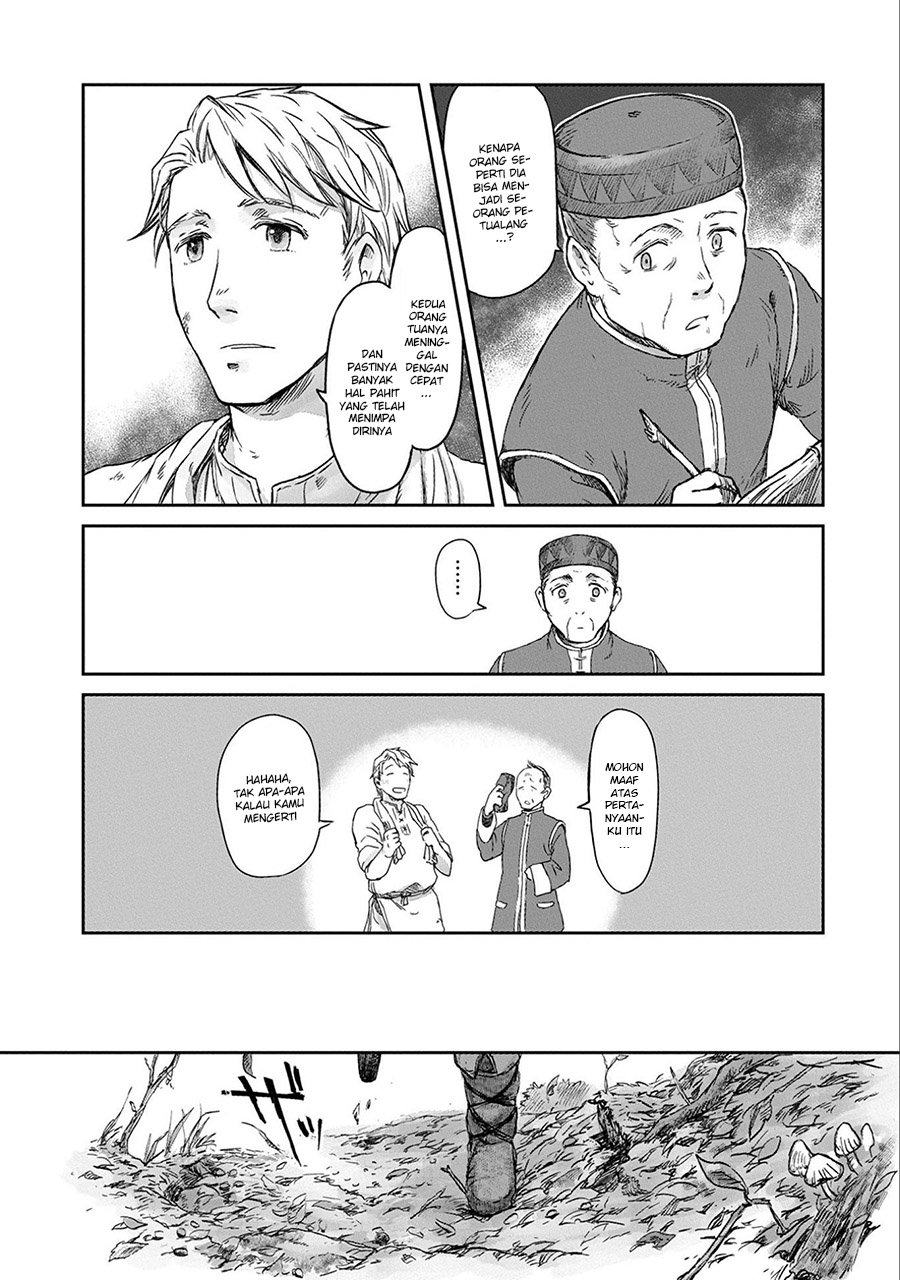 KENAPA
ORANG SE-
PERTI DIA
BISA MEN-
JADI SE-
ORANG PE-
TUALANG
...?
KEDUA
ORANG
TUANYA
MENING-
GAL
DENGAN
CEPAT
...
DAN
PASTINYA
BANYAK
HAL PAHIT
YANG TELAH
MENIMPA
DIRINYA
......
MOHON
MAAF
ATAS
PERTA-
NYAAN-
KU ITU
...
HAHAHA,
TAK APA-APA
KALAU KAMU
MENGERTI
ザッ